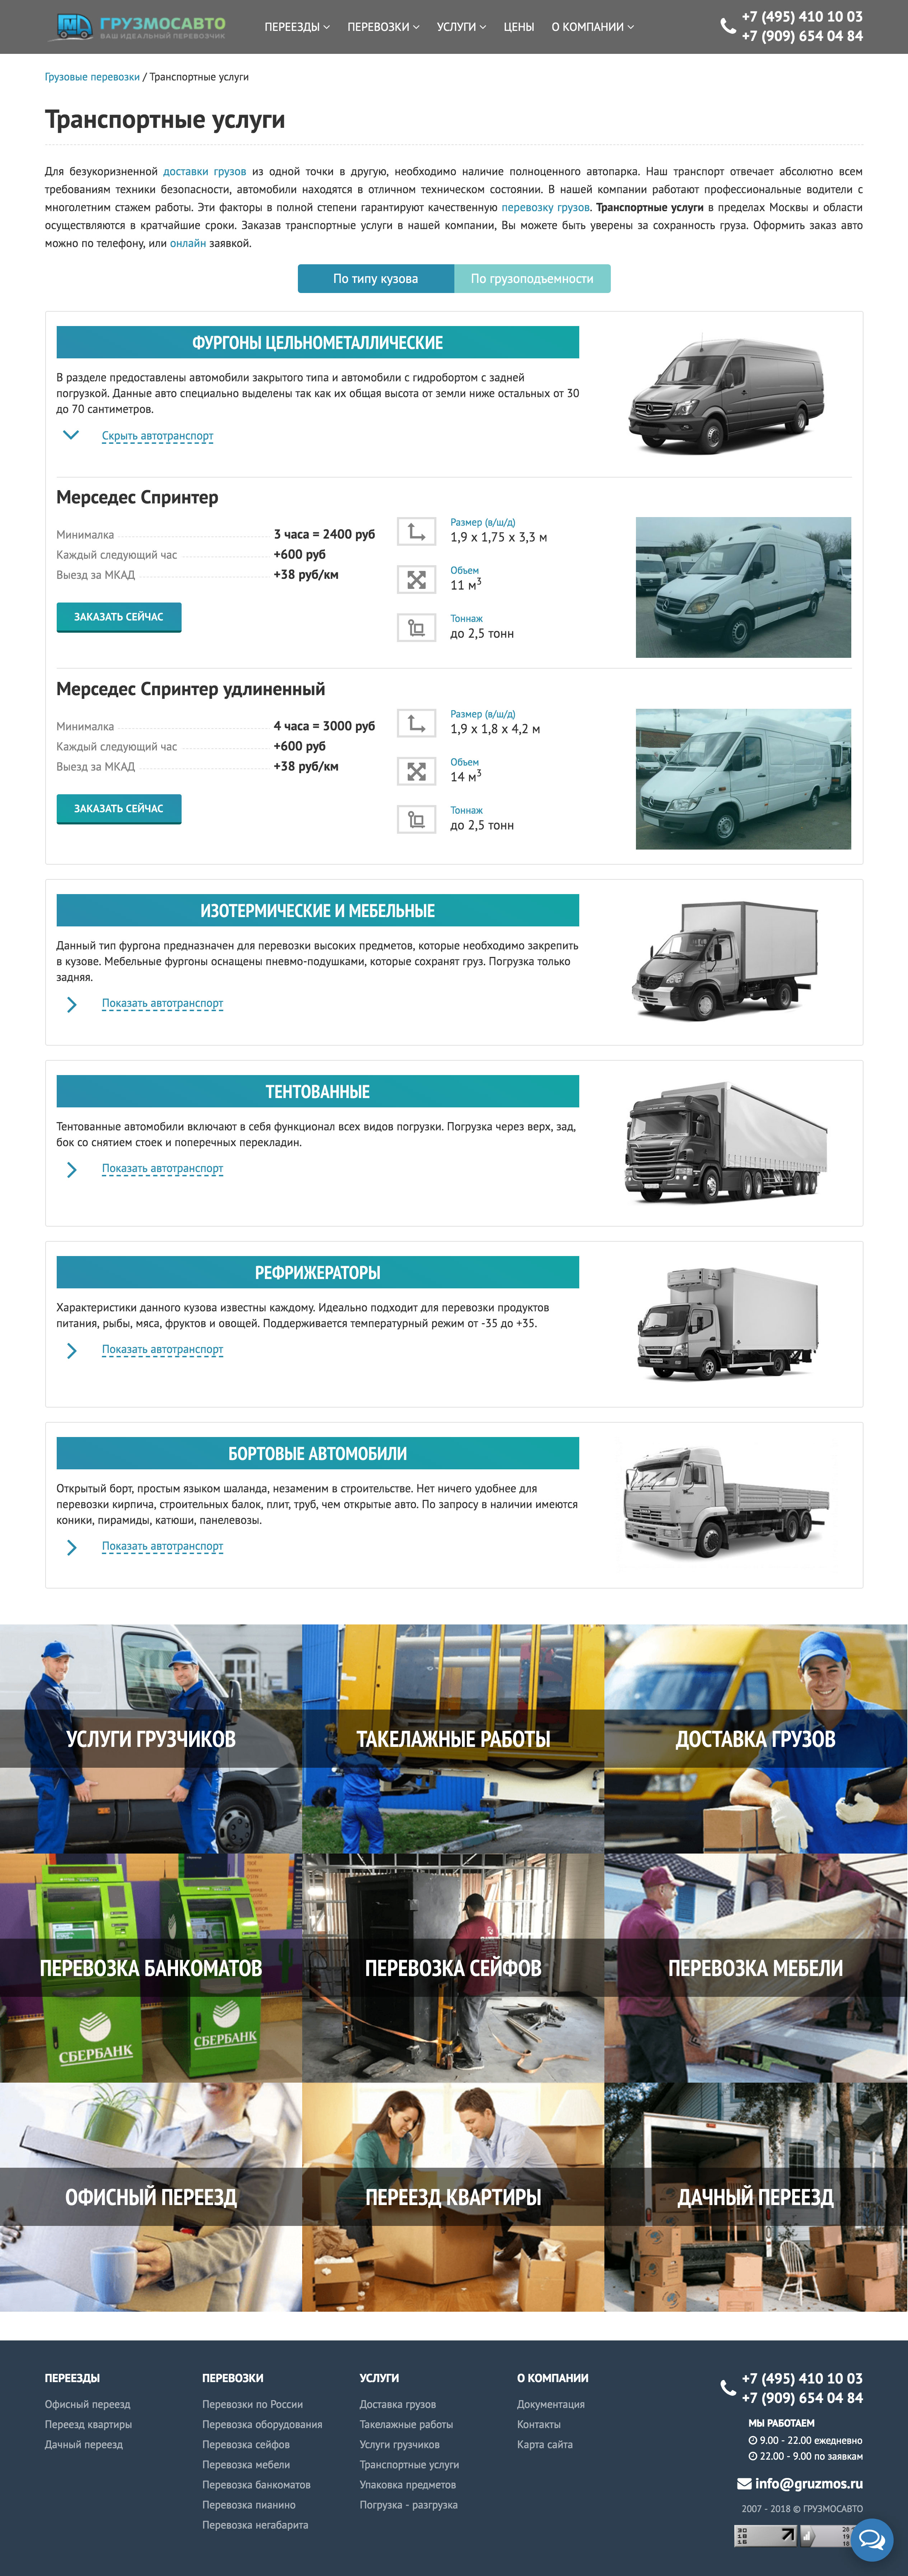 ГРУЗМОСАВТО
ВАШ ИДЕАЛЬНЫЙ ПЕРЕВОЗЧИК
ПЕРЕЕЗДЫ ПЕРЕВОЗКИ УСЛУГИ ЦЕНЫ О КОМПАНИИ
+7 (495) 410 10 03
+7 (909) 654 04 84
Грузовые перевозки / Транспортные услуги
Транспортные услуги
Для безукоризненной доставки грузов из одной точки в другую, необходимо наличие полноценного автопарка. Наш транспорт отвечает абсолютно всем
требованиям техники безопасности, автомобили находятся в отличном техническом состоянии. В нашей компании работают профессиональные водители с
многолетним стажем работы. Эти факторы в полной степени гарантируют качественную перевозку грузов. Транспортные услуги в пределах Москвы и области
осуществляются в кратчайшие сроки. Заказав транспортные услуги в нашей компании, Вы можете быть уверены за сохранность груза. Оформить заказ авто
можно по телефону, или онлайн заявкой.
По типу кузова По грузоподъемности
ФУРГОНЫ ЦЕЛЬНОМЕТАЛЛИЧЕСКИЕ
В разделе предоставлены автомобили закрытого типа и автомобили с гидробортом с задней
погрузкой. Данные авто специально выделены так как их общая высота от земли ниже остальных от 30
до 70 сантиметров.
Скрыть автотранспорт
Мерседес Спринтер
Минималка 3 часа = 2400 руб
Каждый следующий час +600 руб
Выезд за МКАД +38 руб/км
ЗАКАЗАТЬ СЕЙЧАС
Размер (в/ш/д)
1,9 x 1,75 x 3,3 м
Объем
11 м3
Тоннаж
до 2,5 тонн
Мерседес Спринтер удлиненный
Минималка 4 часа = 3000 руб
Каждый следующий час +600 руб
Выезд за МКАД +38 руб/км
ЗАКАЗАТЬ СЕЙЧАС
Размер (в/ш/д)
1,9 x 1,8 x 4,2 м
Объем
14 м3
Тоннаж
до 2,5 тонн
ИЗОТЕРМИЧЕСКИЕ И МЕБЕЛЬНЫЕ
Данный тип фургона предназначен для перевозки высоких предметов, которые необходимо закрепить
в кузове. Мебельные фургоны оснащены пневмо-подушками, которые сохранят груз. Погрузка только
задняя.
Показать автотранспорт
ТЕНТОВАННЫЕ
Тентованные автомобили включают в себя функционал всех видов погрузки. Погрузка через верх, зад,
бок со снятием стоек и поперечных перекладин.
Показать автотранспорт
РЕФРИЖЕРАТОРЫ
Характеристики данного кузова известны каждому. Идеально подходит для перевозки продуктов
питания, рыбы, мяса, фруктов и овощей. Поддерживается температурный режим от -35 до +35.
Показать автотранспорт
БОРТОВЫЕ АВТОМОБИЛИ
Открытый борт, простым языком шаланда, незаменим в строительстве. Нет ничего удобнее для
перевозки кирпича, строительных балок, плит, труб, чем открытые авто. По запросу в наличии имеются
коники, пирамиды, катюши, панелевозы.
Показать автотранспорт
УСЛУГИ ГРУЗЧИКОВ ТАКЕЛАЖНЫЕ РАБОТЫ ДОСТАВКА ГРУЗОВ
ПЕРЕВОЗКА БАНКОМАТОВ ПЕРЕВОЗКА СЕЙФОВ ПЕРЕВОЗКА МЕБЕЛИ
СБЕРБАНК СБЕРБАНК
ОФИСНЫЙ ПЕРЕЕЗД ПЕРЕЕЗД КВАРТИРЫ ДАЧНЫЙ ПЕРЕЕЗД
ПЕРЕЕЗДЫ
Офисный переезд
Переезд квартиры
Дачный переезд
ПЕРЕВОЗКИ
Перевозки по России
Перевозка оборудования
Перевозка сейфов
Перевозка мебели
Перевозка банкоматов
Перевозка пианино
Перевозка негабарита
УСЛУГИ
Доставка грузов
Такелажные работы
Услуги грузчиков
Транспортные услуги
Упаковка предметов
Погрузка - разгрузка
О КОМПАНИИ
Документация
Контакты
Карта сайта
+7 (495) 410 10 03
+7 (909) 654 04 84
МЫ РАБОТАЕМ
9.00 - 22.00 ежедневно
22.00 - 9.00 по заявкам
info@gruzmos.ru
2007 - 2018 © ГРУЗМОСАВТО